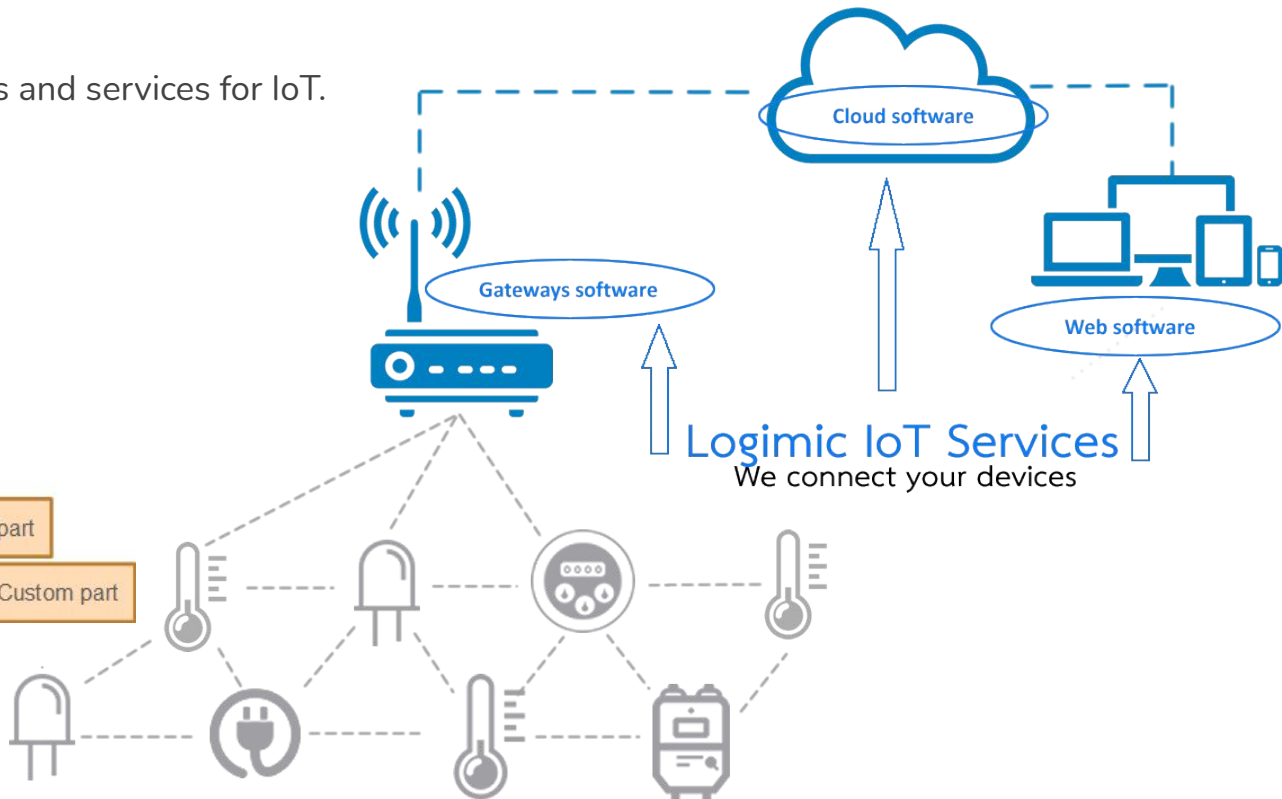 s and services for IoT.
Cloud software
Gateways software
Web software
Logimic IoT Services
We connect your devices
part
Custom part
0000